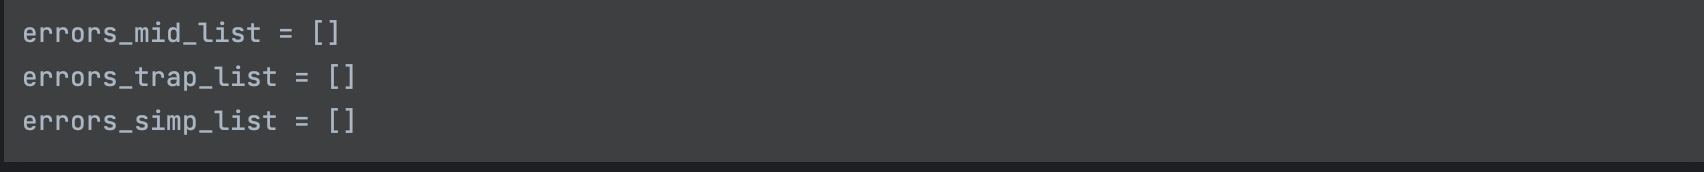 errors_mid_list = []
errors_trap_list = []
errors_simp_list = []